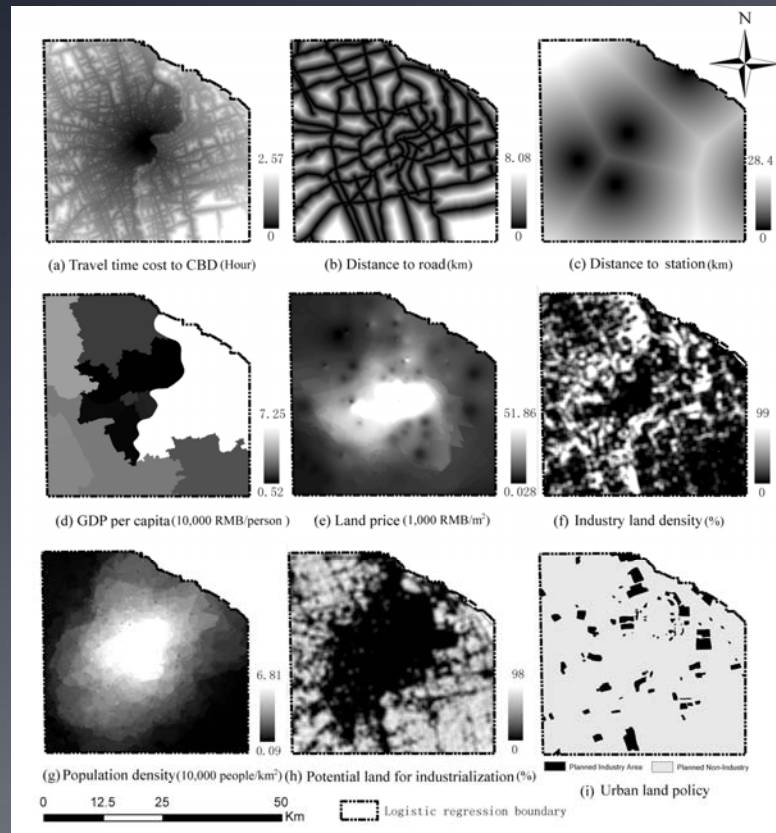 N
2.57
0
8.08
0
28.4
0
(a) Travel time cost to CBD (Hour)
(b) Distance to road(km)
(c) Distance to station(km)
7.25
0.52
51.86
0.028
99
0
(d) GDP per capita(10,000 RMB/person)
(e) Land price (1,000 RMB/m²)
(f) Industry land density(%)
6.81
0.09
98
0
Planned Industry Area
Planned Non-Industry
(g) Population density(10,000 people/km²)
(h) Potential land for industrialization(%)
(i) Urban land policy
0 12.5 25 50
Km
Logistic regression boundary